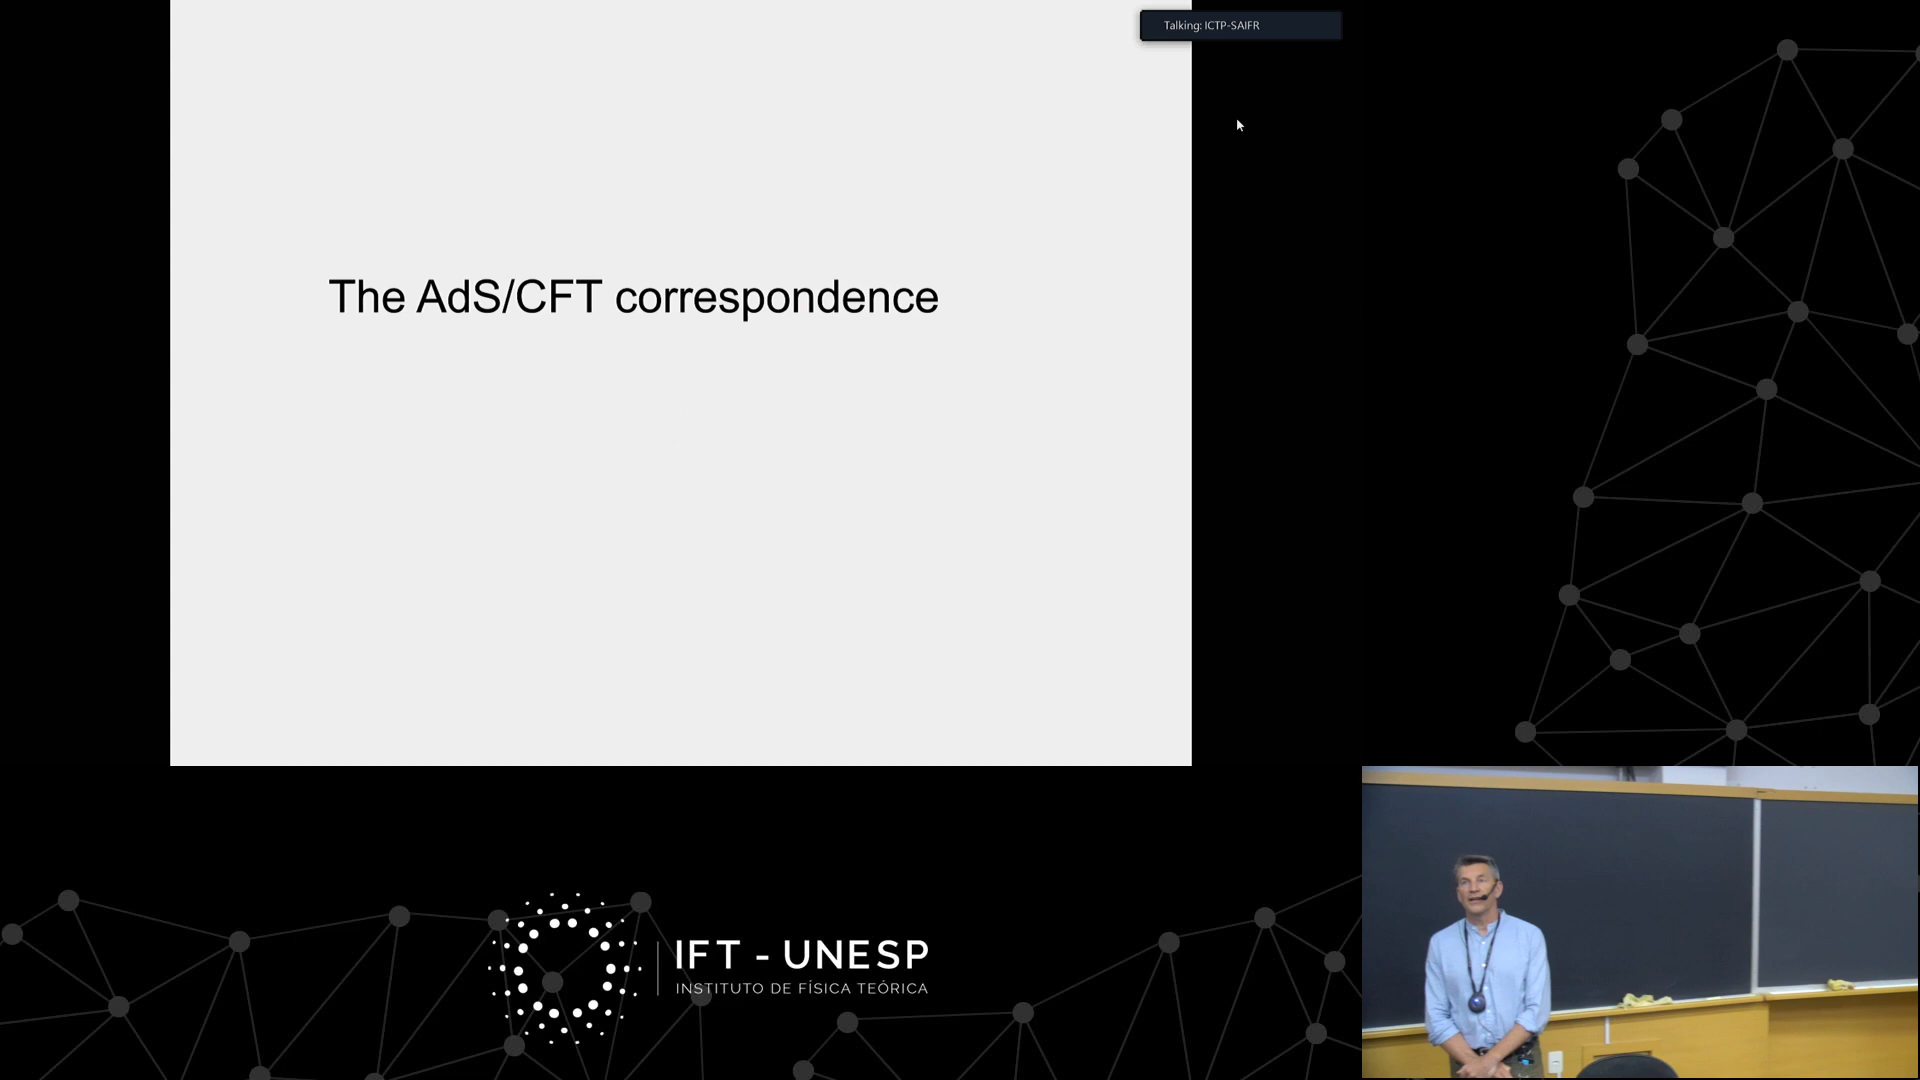 Talking: ICTP-SAIFR
The AdS/CFT correspondence
IFT - UNESP
INSTITUTO DE FÍSICA TEÓRICA